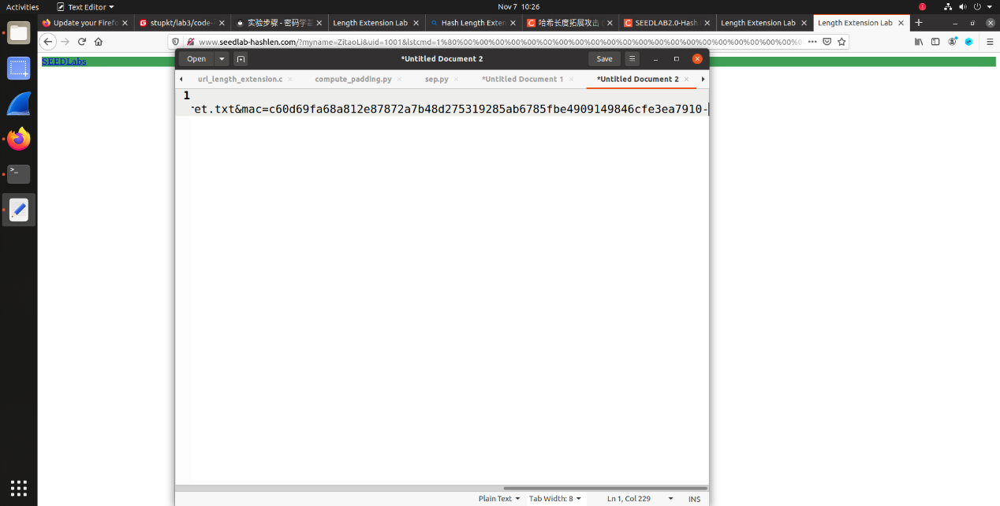 Activities
Text Editor
Nov 7 10:26
Update your Firefo
stupkt/lab3/code-
实验步骤 - 密码学基
Length Extension Lab
Hash Length Exten
哈希长度拓展攻击
SEEDLAB2.0-Hash
Length Extension Lab
Length Extension Lab
www.seedlab-hashlen.com/?myname=ZitaoLi&uid=1001&lstcmd=1%80%00%00%00%00%00%00%00%00%00%00%00%00%00%00%00%00%00%00%00%00%00%00%0
SEEDLabs
Open
*Untitled Document 2
Save
url_length_extension.c
compute_padding.py
sep.py
*Untitled Document 1
*Untitled Document 2
1
et.txt&mac=c60d69fa68a812e87872a7b48d275319285ab6785fbe4909149846cfe3ea7910-
Plain Text
Tab Width: 8
Ln 1, Col 229
INS